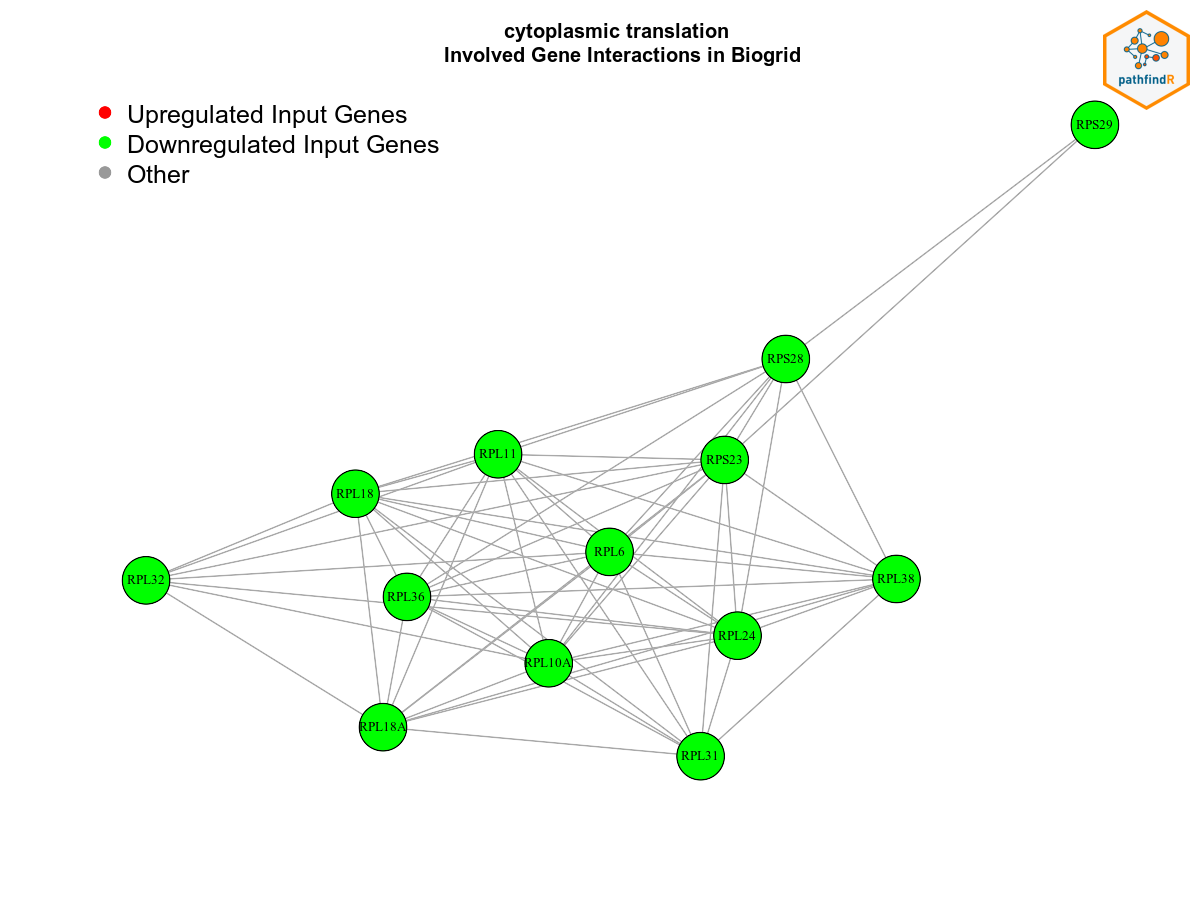 cytoplasmic translation
Involved Gene Interactions in Biogrid
pathfindR
Upregulated Input Genes
Downregulated Input Genes
Other
RPS29
RPS28
RPL11
RPS23
RPL18
RPL6
RPL32
RPL38
RPL36
RPL24
RPL10A
RPL18A
RPL31